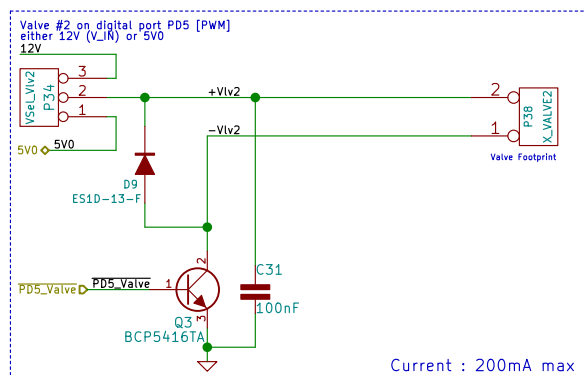 Valve #2 on digital port PD5 [PWM]
either 12V (V_IN) or 5V0
12V
VSel_Vlv2
P34
3
2
1
5V0
5V0
+Vlv2
-Vlv2
2
1
P38
X_VALVE2
Valve Footprint
D9
ES1D-13-F
PD5_Valve
PD5_Valve
1
2
3
Q3
BCP5416TA
C31
100nF
Current : 200mA max